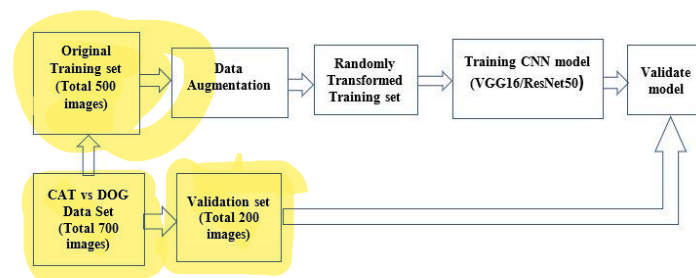 Original
Training set
(Total 500
images)
Data
Augmentation
Randomly
Transformed
Training set
Training CNN model
(VGG16/ResNet50)
Validate
model
CAT vs DOG
Data Set
(Total 700
images)
Validation set
(Total 200
images)